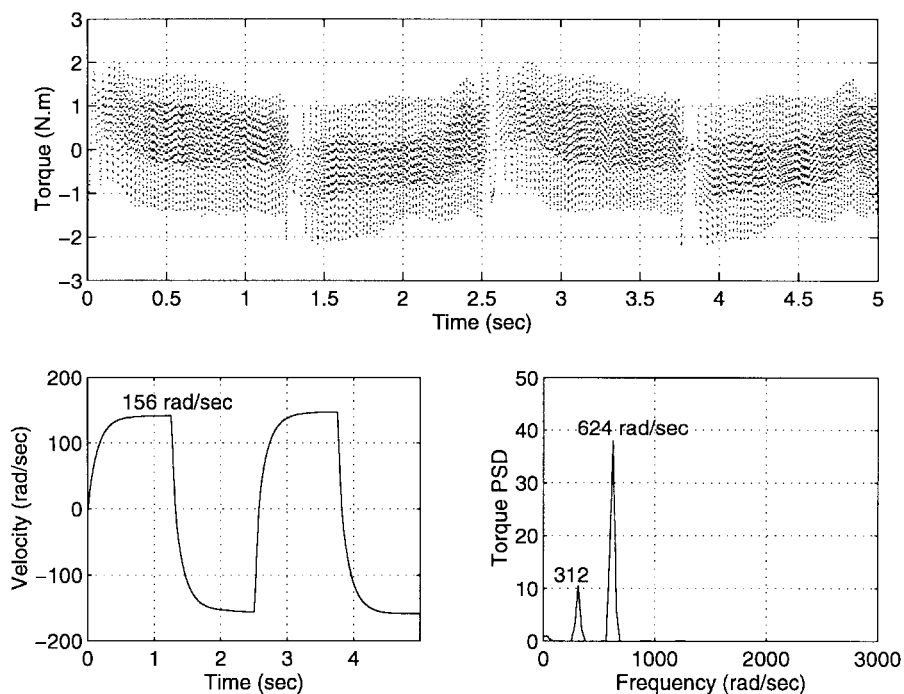 3
2
1
0
−1
−2
−3
Torque (N.m)
0 0.5 1 1.5 2 2.5 3 3.5 4 4.5 5
Time (sec)
200
100
0
−100
−200
Velocity (rad/sec)
156 rad/sec
0 1 2 3 4
Time (sec)
50
40
30
20
10
0
Torque PSD
624 rad/sec
312
0 1000 2000 3000
Frequency (rad/sec)